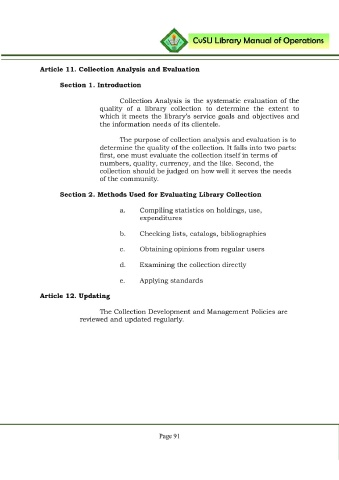 CvSU Library Manual of Operations
Article 11. Collection Analysis and Evaluation
Section 1. Introduction
Collection Analysis is the systematic evaluation of the
quality of a library collection to determine the extent to
which it meets the library's service goals and objectives and
the information needs of its clientele.
The purpose of collection analysis and evaluation is to
determine the quality of the collection. It falls into two parts:
first, one must evaluate the collection itself in terms of
numbers, quality, currency, and the like. Second, the
collection should be judged on how well it serves the needs
of the community.
Section 2. Methods Used for Evaluating Library Collection
a. Compiling statistics on holdings, use,
expenditures
b. Checking lists, catalogs, bibliographies
c. Obtaining opinions from regular users
d. Examining the collection directly
e. Applying standards
Article 12. Updating
The Collection Development and Management Policies are
reviewed and updated regularly.
Page 91